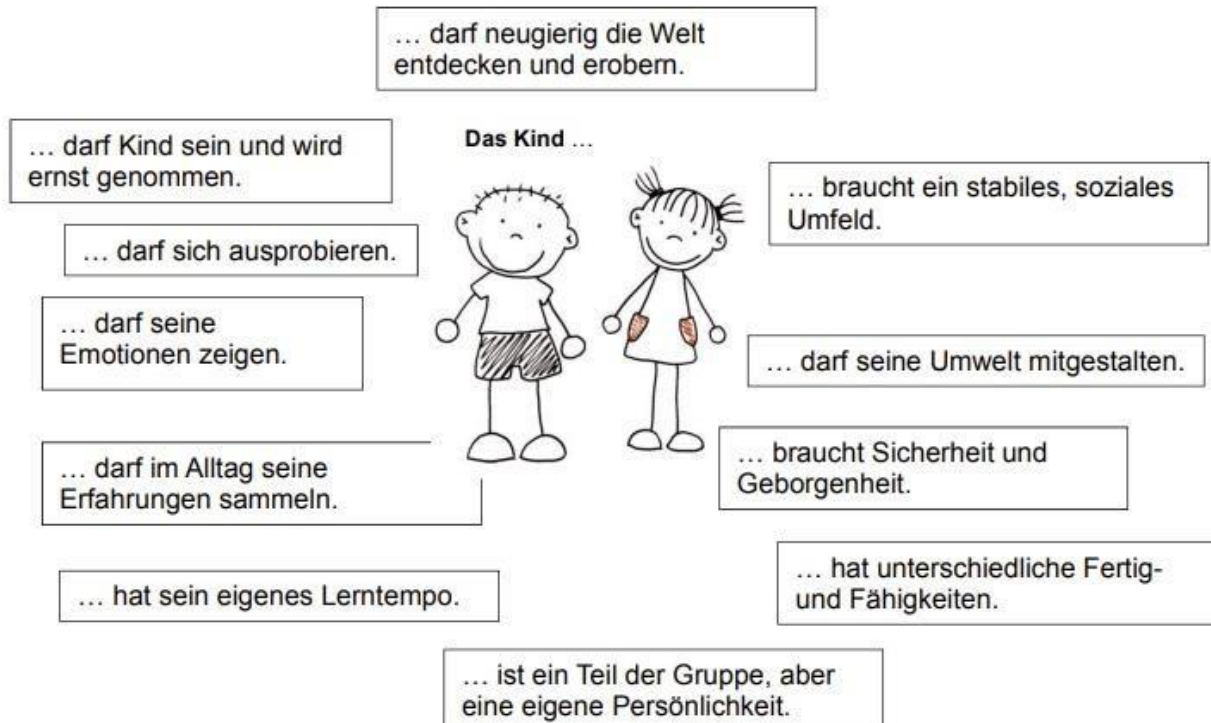 … darf neugierig die Welt
entdecken und erobern.
Das Kind …
… darf Kind sein und wird
ernst genommen.
… braucht ein stabiles, soziales
Umfeld.
… darf sich ausprobieren.
… darf seine
Emotionen zeigen.
… darf seine Umwelt mitgestalten.
… darf im Alltag seine
Erfahrungen sammeln.
… braucht Sicherheit und
Geborgenheit.
… hat sein eigenes Lerntempo.
… hat unterschiedliche Fertig-
und Fähigkeiten.
… ist ein Teil der Gruppe, aber
eine eigene Persönlichkeit.